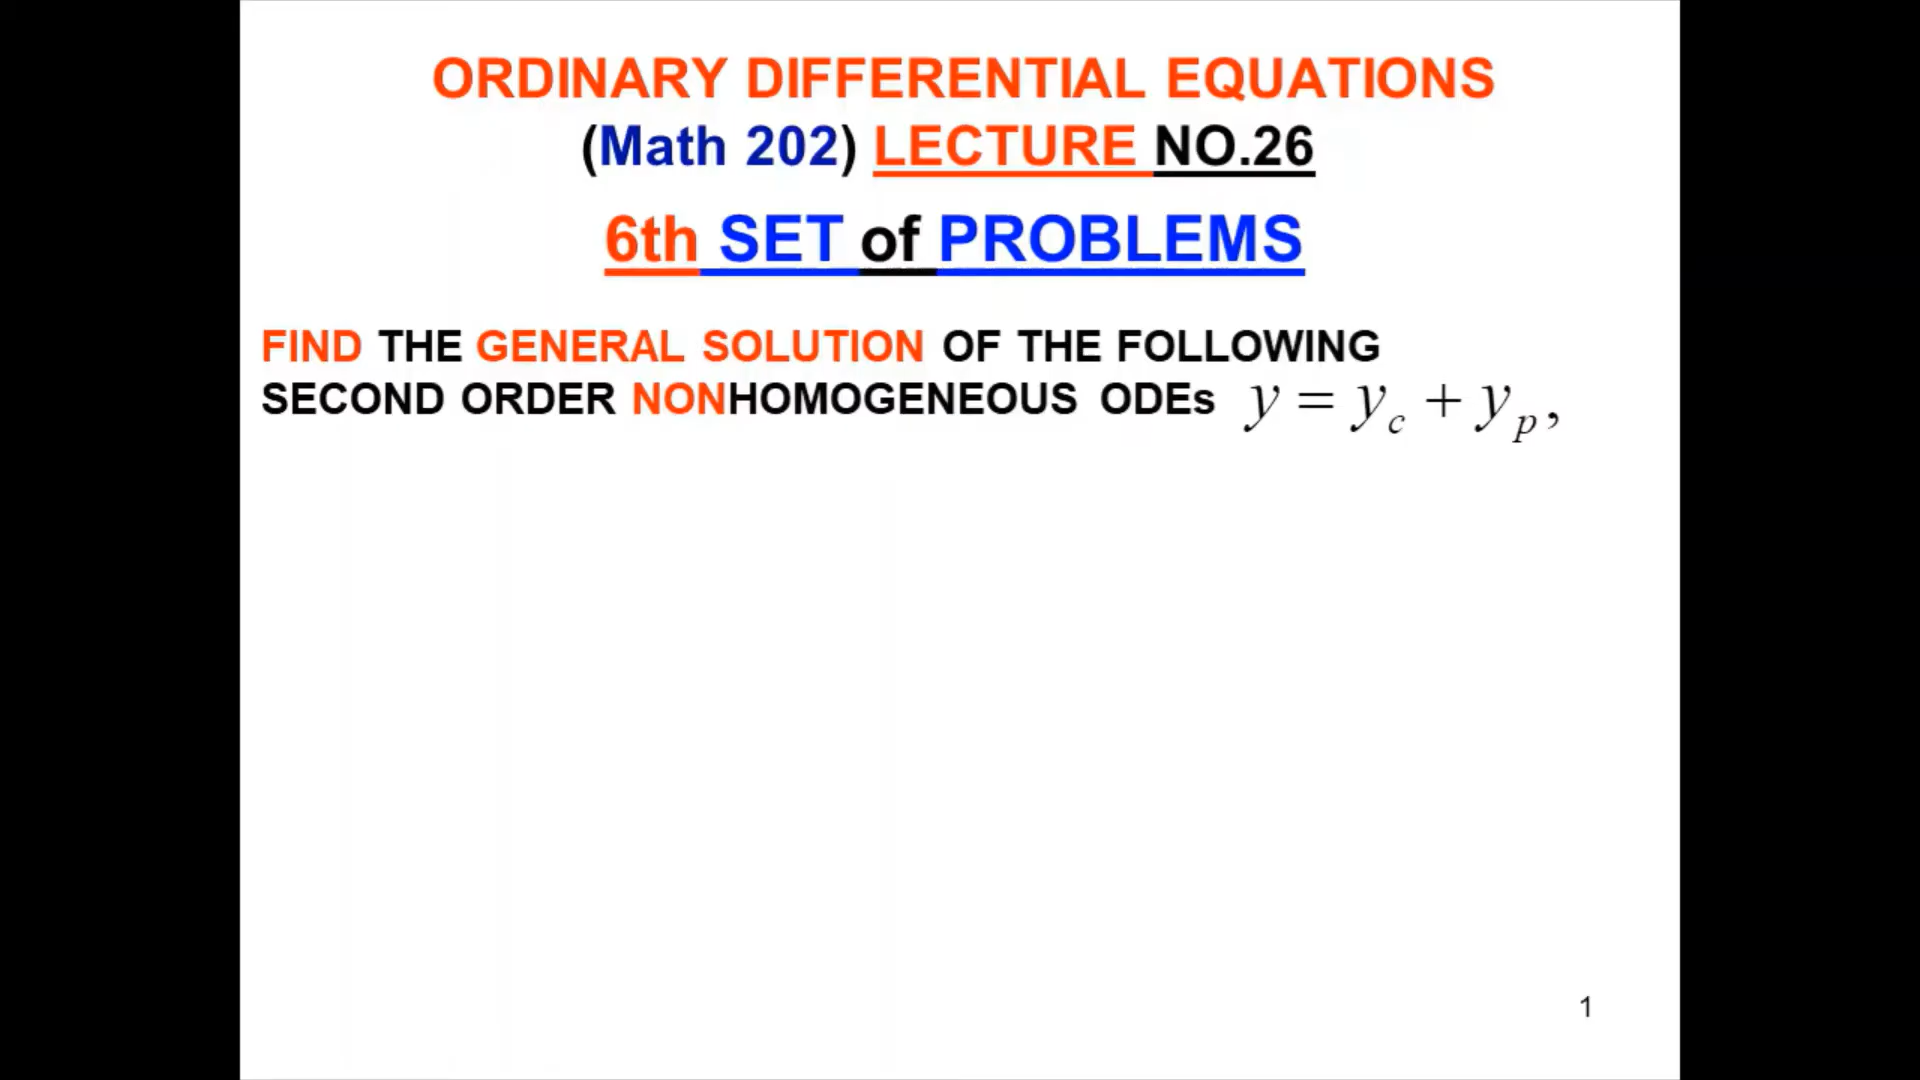 ORDINARY DIFFERENTIAL EQUATIONS
(Math 202) LECTURE NO.26
6th SET of PROBLEMS
FIND THE GENERAL SOLUTION OF THE FOLLOWING
SECOND ORDER NONHOMOGENEOUS ODEs y = y_c + y_p,
1